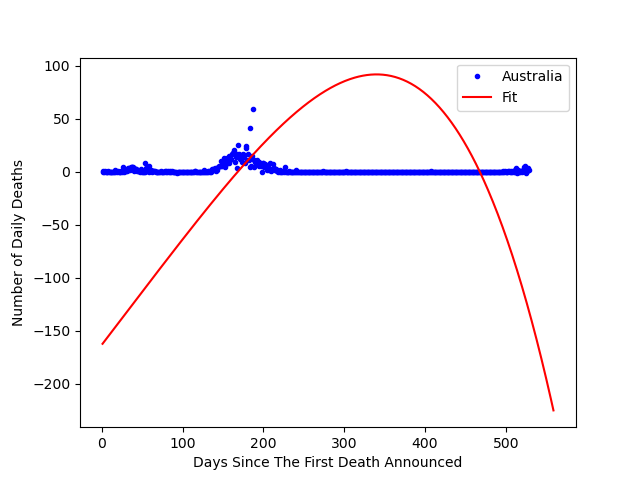 100
50
0
−50
−100
−150
−200
Number of Daily Deaths
Australia
Fit
0 100 200 300 400 500
Days Since The First Death Announced